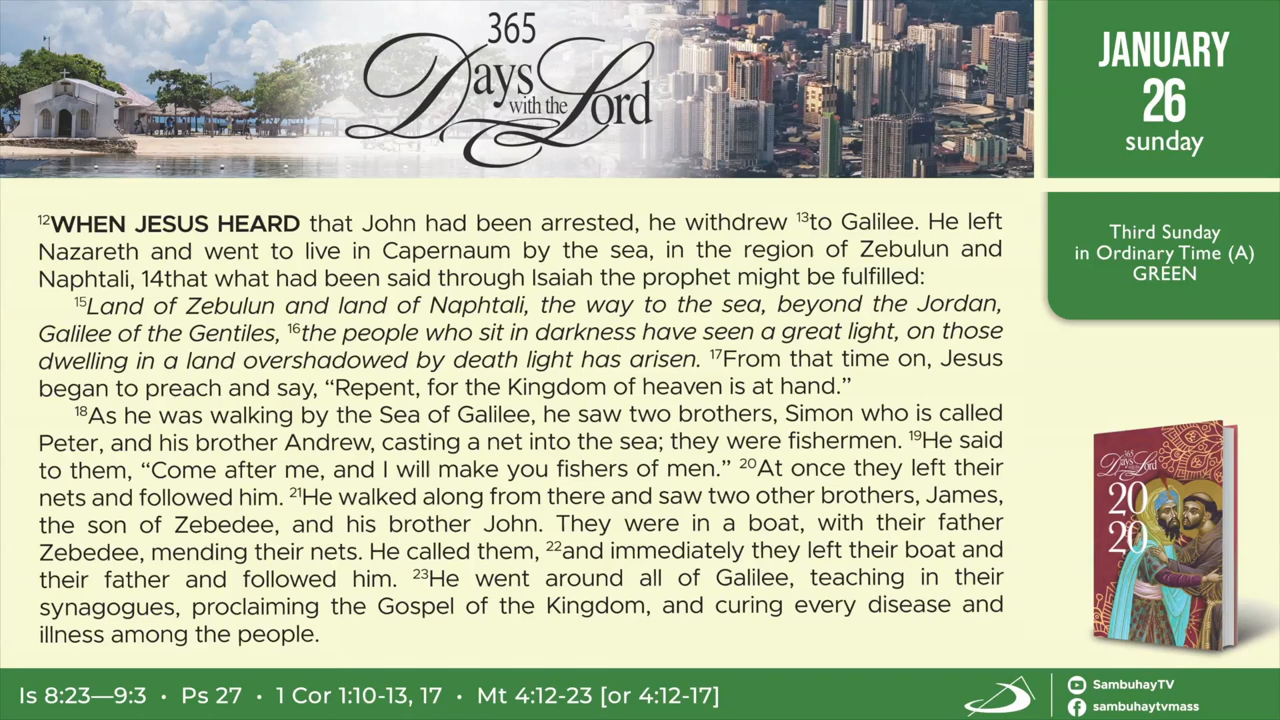 365
Days
with the
Lord
JANUARY
26
sunday
Third Sunday
in Ordinary Time (A)
GREEN
12WHEN JESUS HEARD that John had been arrested, he withdrew 13to Galilee. He left
Nazareth and went to live in Capernaum by the sea, in the region of Zebulun and
Naphtali, 14that what had been said through Isaiah the prophet might be fulfilled:
15Land of Zebulun and land of Naphtali, the way to the sea, beyond the Jordan,
Galilee of the Gentiles, 16the people who sit in darkness have seen a great light, on those
dwelling in a land overshadowed by death light has arisen. 17From that time on, Jesus
began to preach and say, “Repent, for the Kingdom of heaven is at hand.”
18As he was walking by the Sea of Galilee, he saw two brothers, Simon who is called
Peter, and his brother Andrew, casting a net into the sea; they were fishermen. 19He said
to them, “Come after me, and I will make you fishers of men.” 20At once they left their
nets and followed him. 21He walked along from there and saw two other brothers, James,
the son of Zebedee, and his brother John. They were in a boat, with their father
Zebedee, mending their nets. He called them, 22and immediately they left their boat and
their father and followed him. 23He went around all of Galilee, teaching in their
synagogues, proclaiming the Gospel of the Kingdom, and curing every disease and
illness among the people.
365
Days
with the
Lord
20
20
Is 8:23—9:3 • Ps 27 • 1 Cor 1:10-13, 17 • Mt 4:12-23 [or 4:12-17]
SambuhayTV
sambuhaytvmass